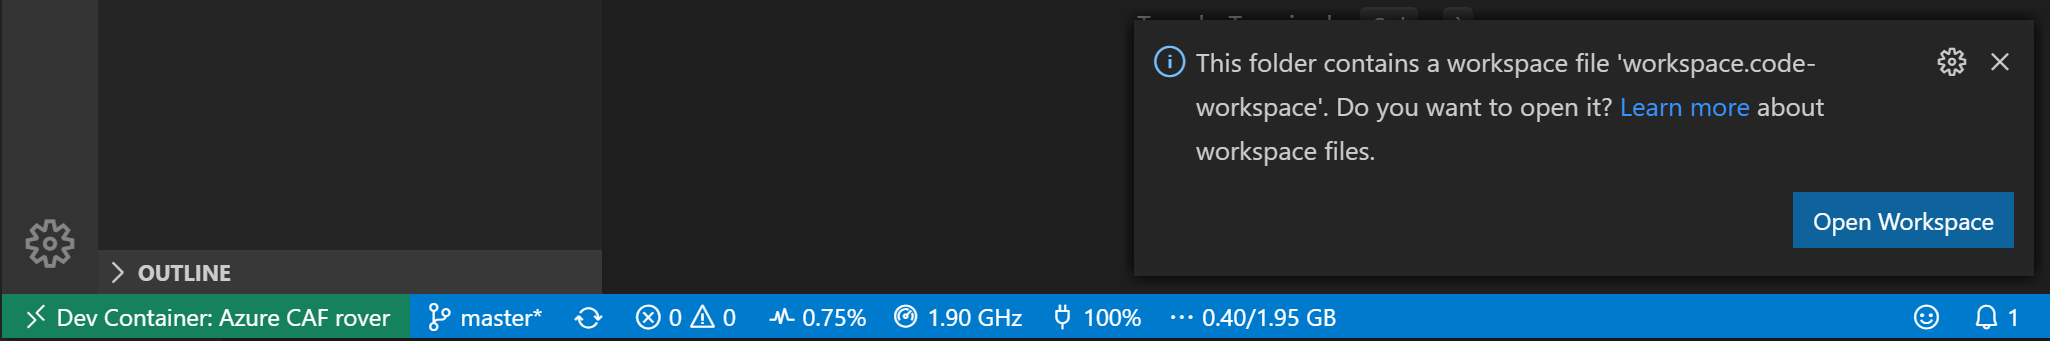 This folder contains a workspace file 'workspace.code-
workspace'. Do you want to open it? Learn more about
workspace files.
Open Workspace
OUTLINE
Dev Container: Azure CAF rover master* 0 0 0.75% 1.90 GHz 100% ··· 0.40/1.95 GB 1